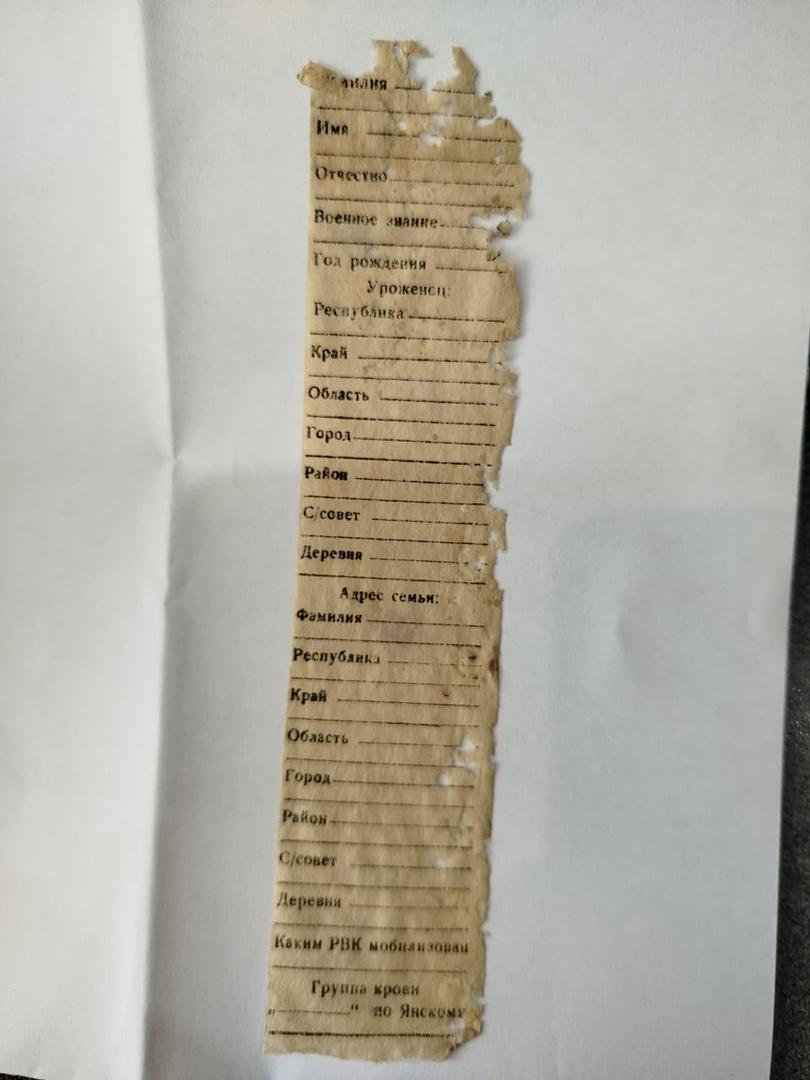 Фамилия
Имя
Отчество
Военное звание
Год рождения
Уроженец:
Республика
Край
Область
Город
Район
С/совет
Деревня
Адрес семьи:
Фамилия
Республика
Край
Область
Город
Район
С/совет
Деревня
Каким РВК мобилизован
Группа крови
„ “ по Янскому